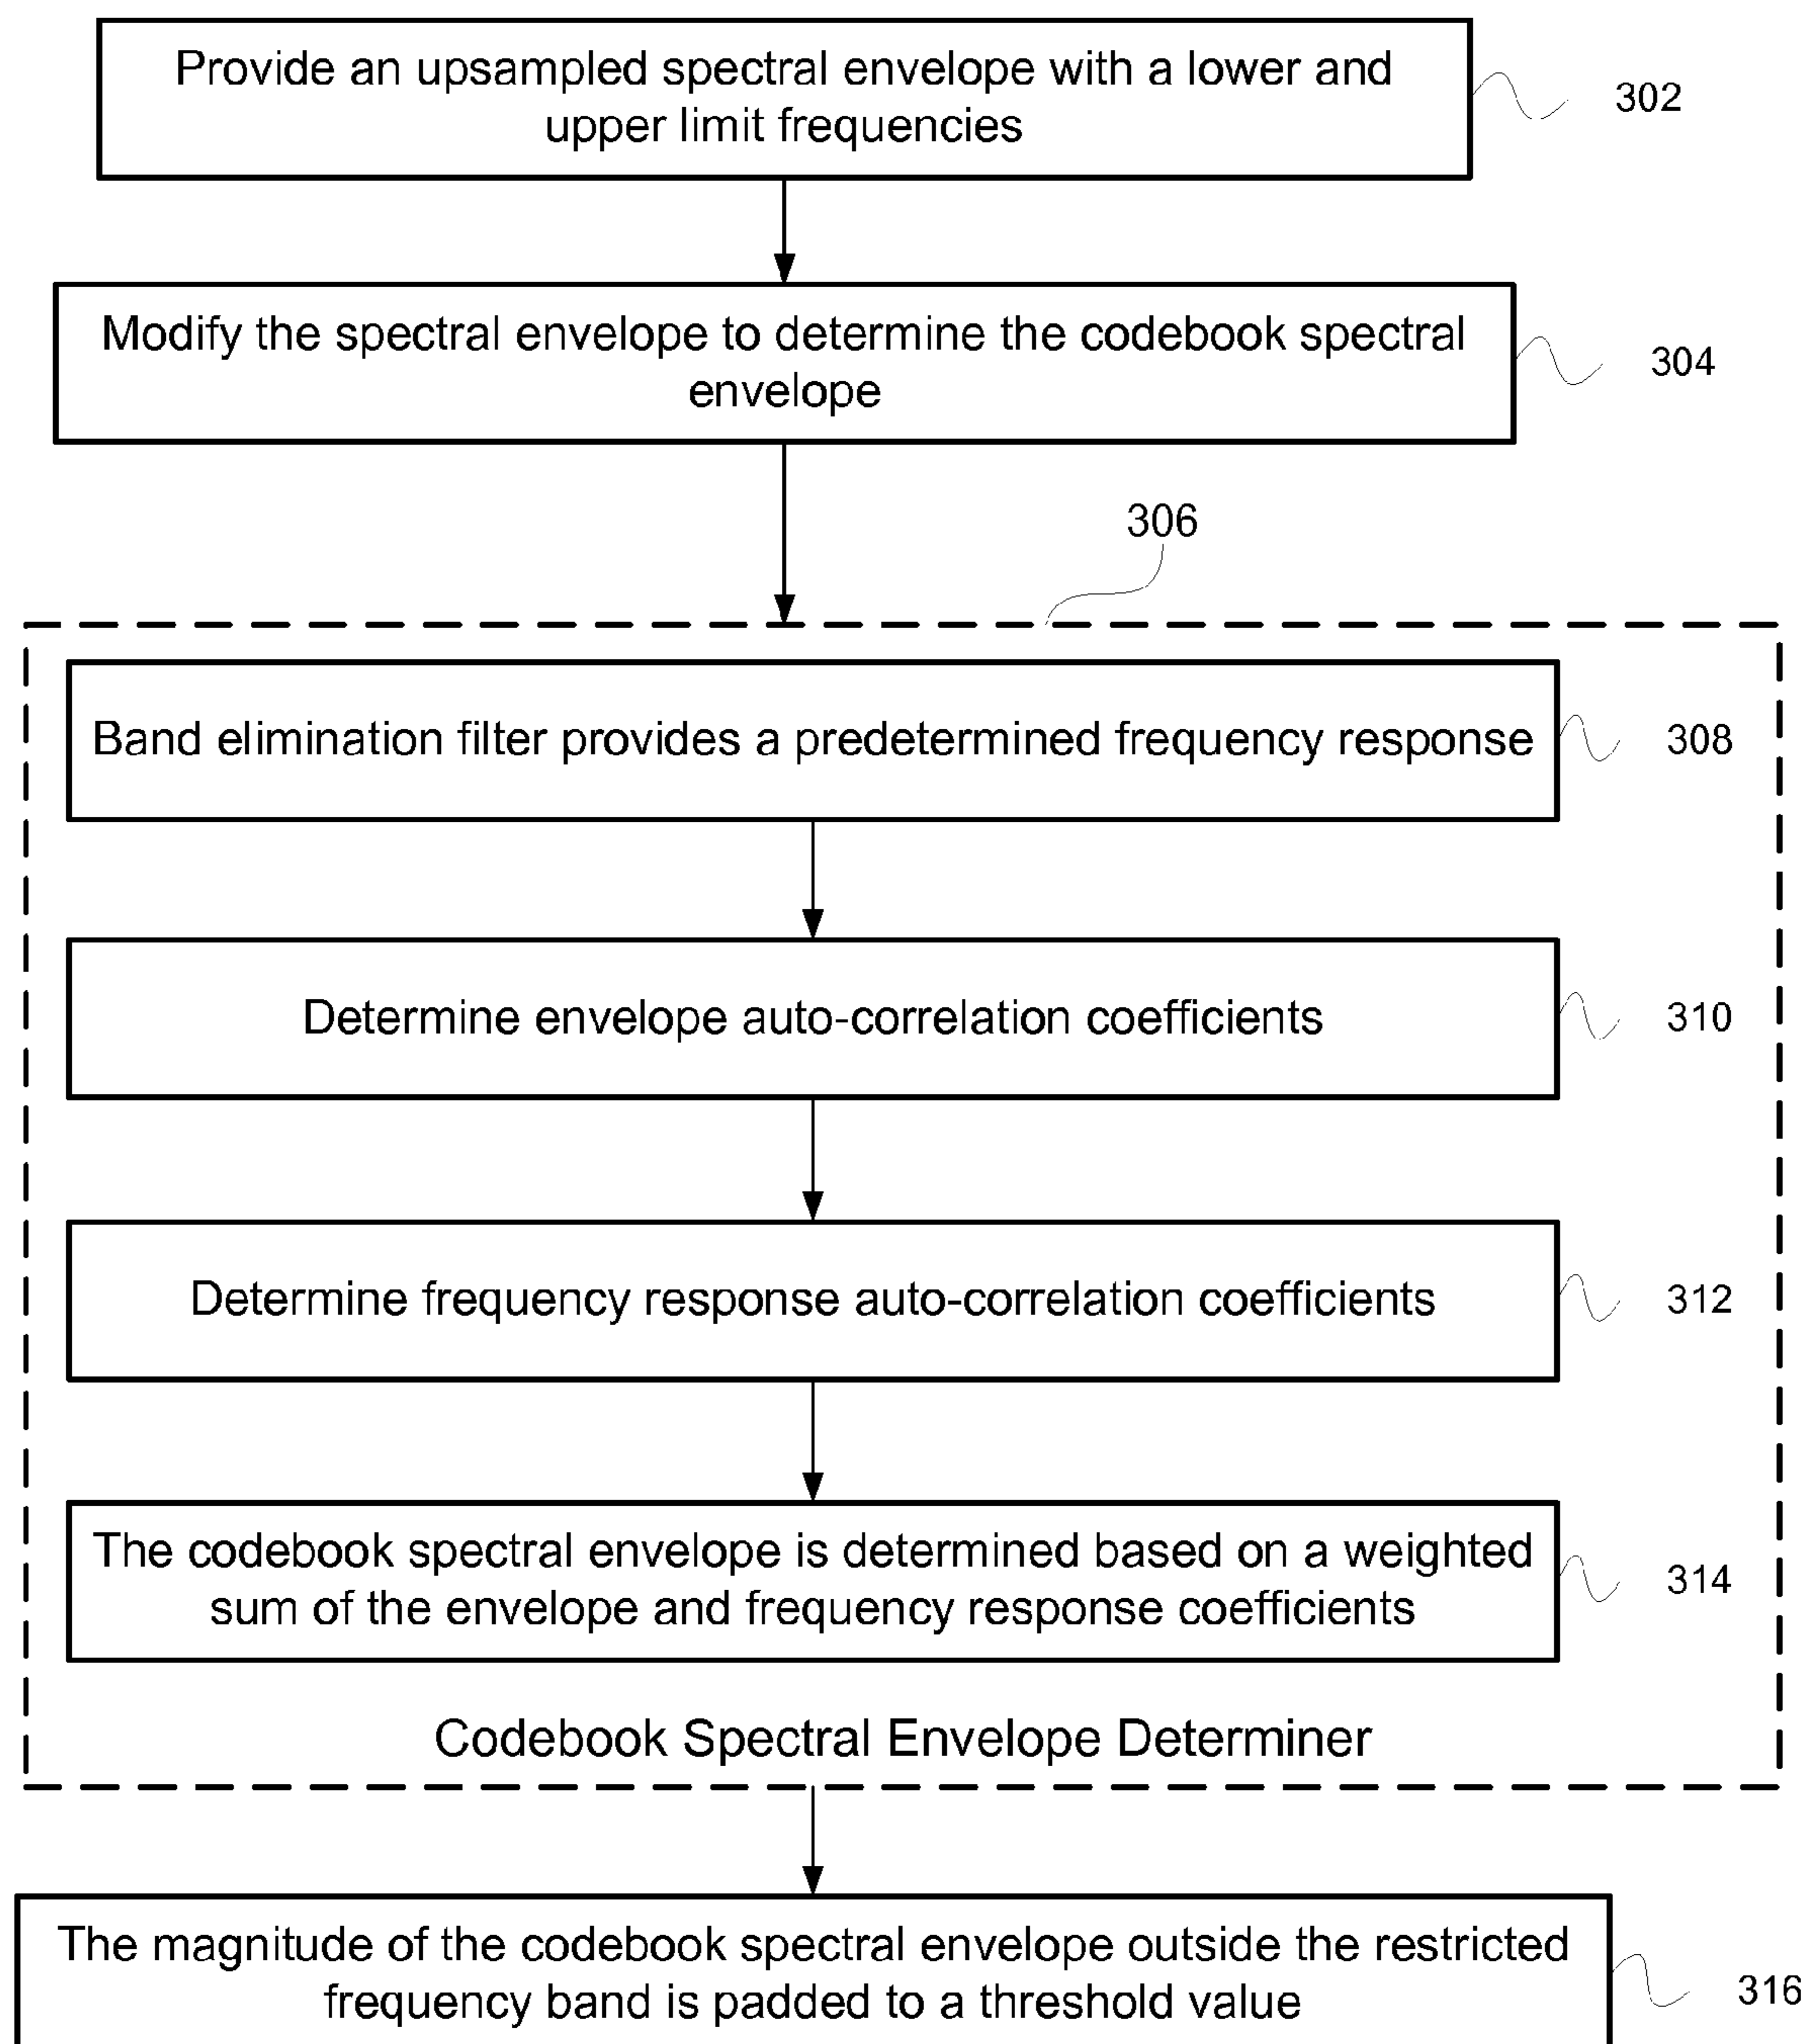 Provide an upsampled spectral envelope with a lower and
upper limit frequencies
302
Modify the spectral envelope to determine the codebook spectral
envelope
304
306
Band elimination filter provides a predetermined frequency response
308
Determine envelope auto-correlation coefficients
310
Determine frequency response auto-correlation coefficients
312
The codebook spectral envelope is determined based on a weighted
sum of the envelope and frequency response coefficients
314
Codebook Spectral Envelope Determiner
The magnitude of the codebook spectral envelope outside the restricted
frequency band is padded to a threshold value
316